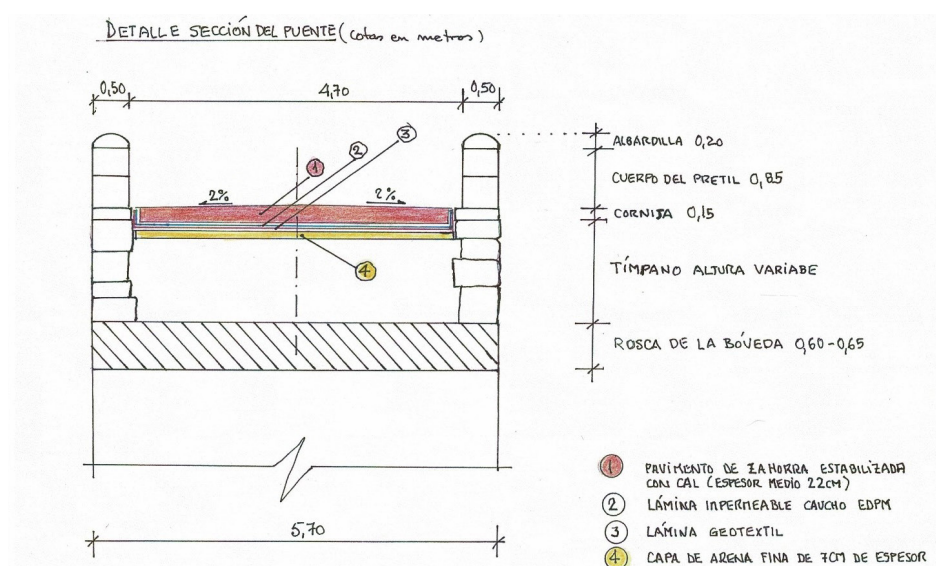 DETALLE SECCIÓN DEL PUENTE (cotas en metros)
0,50 4,70 0,50
3
2
1
2% 2%
4
ALBARDILLA 0,20
CUERPO DEL PRETIL 0,85
CORNISA 0,15
TÍMPANO ALTURA VARIABE
ROSCA DE LA BÓVEDA 0,60-0,65
5,70
1 PAVIMENTO DE ZAHORRA ESTABILIZADA
CON CAL (ESPESOR MEDIO 22CM)
2 LÁMINA IMPERMEABLE CAUCHO EDPM
3 LÁMINA GEOTEXTIL
4 CAPA DE ARENA FINA DE 7CM DE ESPESOR